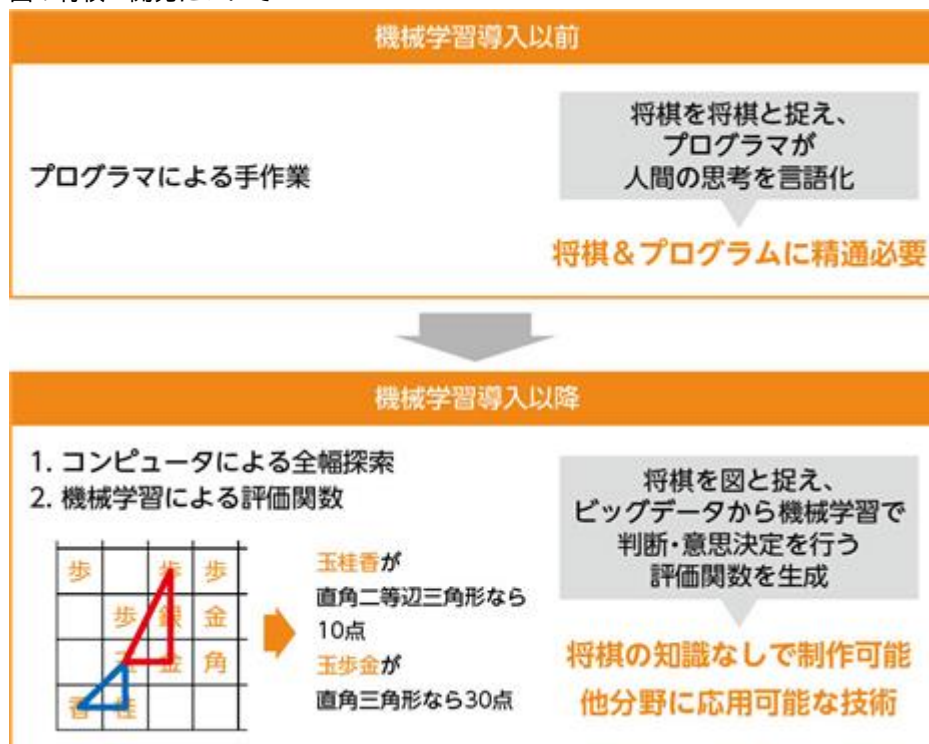 機械学習導入以前
プログラマによる手作業
将棋を将棋と捉え、
プログラマが
人間の思考を言語化
将棋&プログラムに精通必要
機械学習導入以降
1. コンピュータによる全幅探索
2. 機械学習による評価関数
歩 歩 歩
歩 銀 金
玉 金 角
香 桂
玉桂香が
直角二等辺三角形なら
10点
玉歩金が
直角三角形なら30点
将棋を図と捉え、
ビッグデータから機械学習で
判断・意思決定を行う
評価関数を生成
将棋の知識なしで制作可能
他分野に応用可能な技術